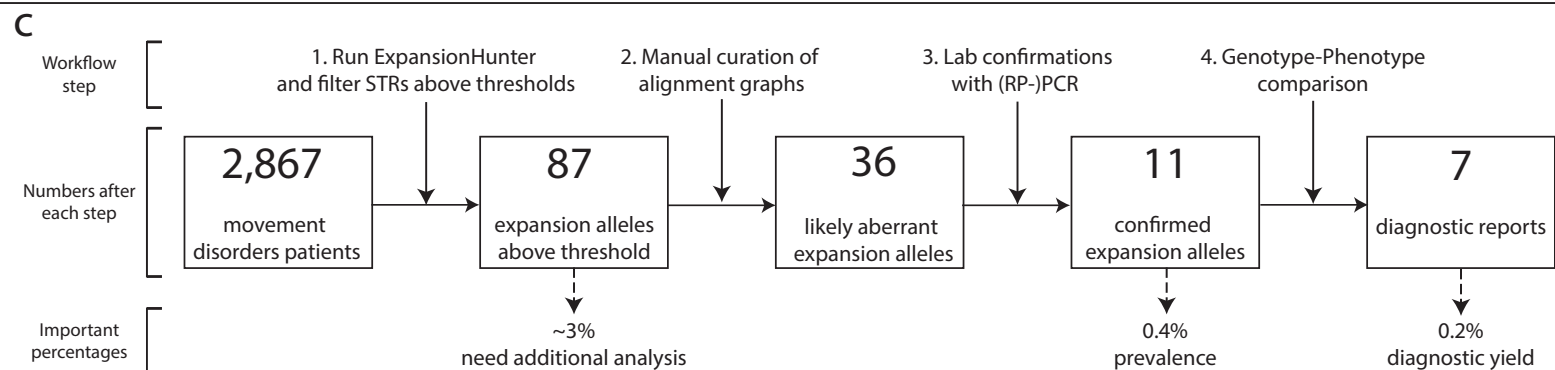 C
Workflow
step
1. Run ExpansionHunter
and filter STRs above thresholds
2. Manual curation of
alignment graphs
3. Lab confirmations
with (RP-)PCR
4. Genotype-Phenotype
comparison
Numbers after
each step
2,867
movement
disorders patients
87
expansion alleles
above threshold
36
likely aberrant
expansion alleles
11
confirmed
expansion alleles
7
diagnostic reports
Important
percentages
~3%
need additional analysis
0.4%
prevalence
0.2%
diagnostic yield